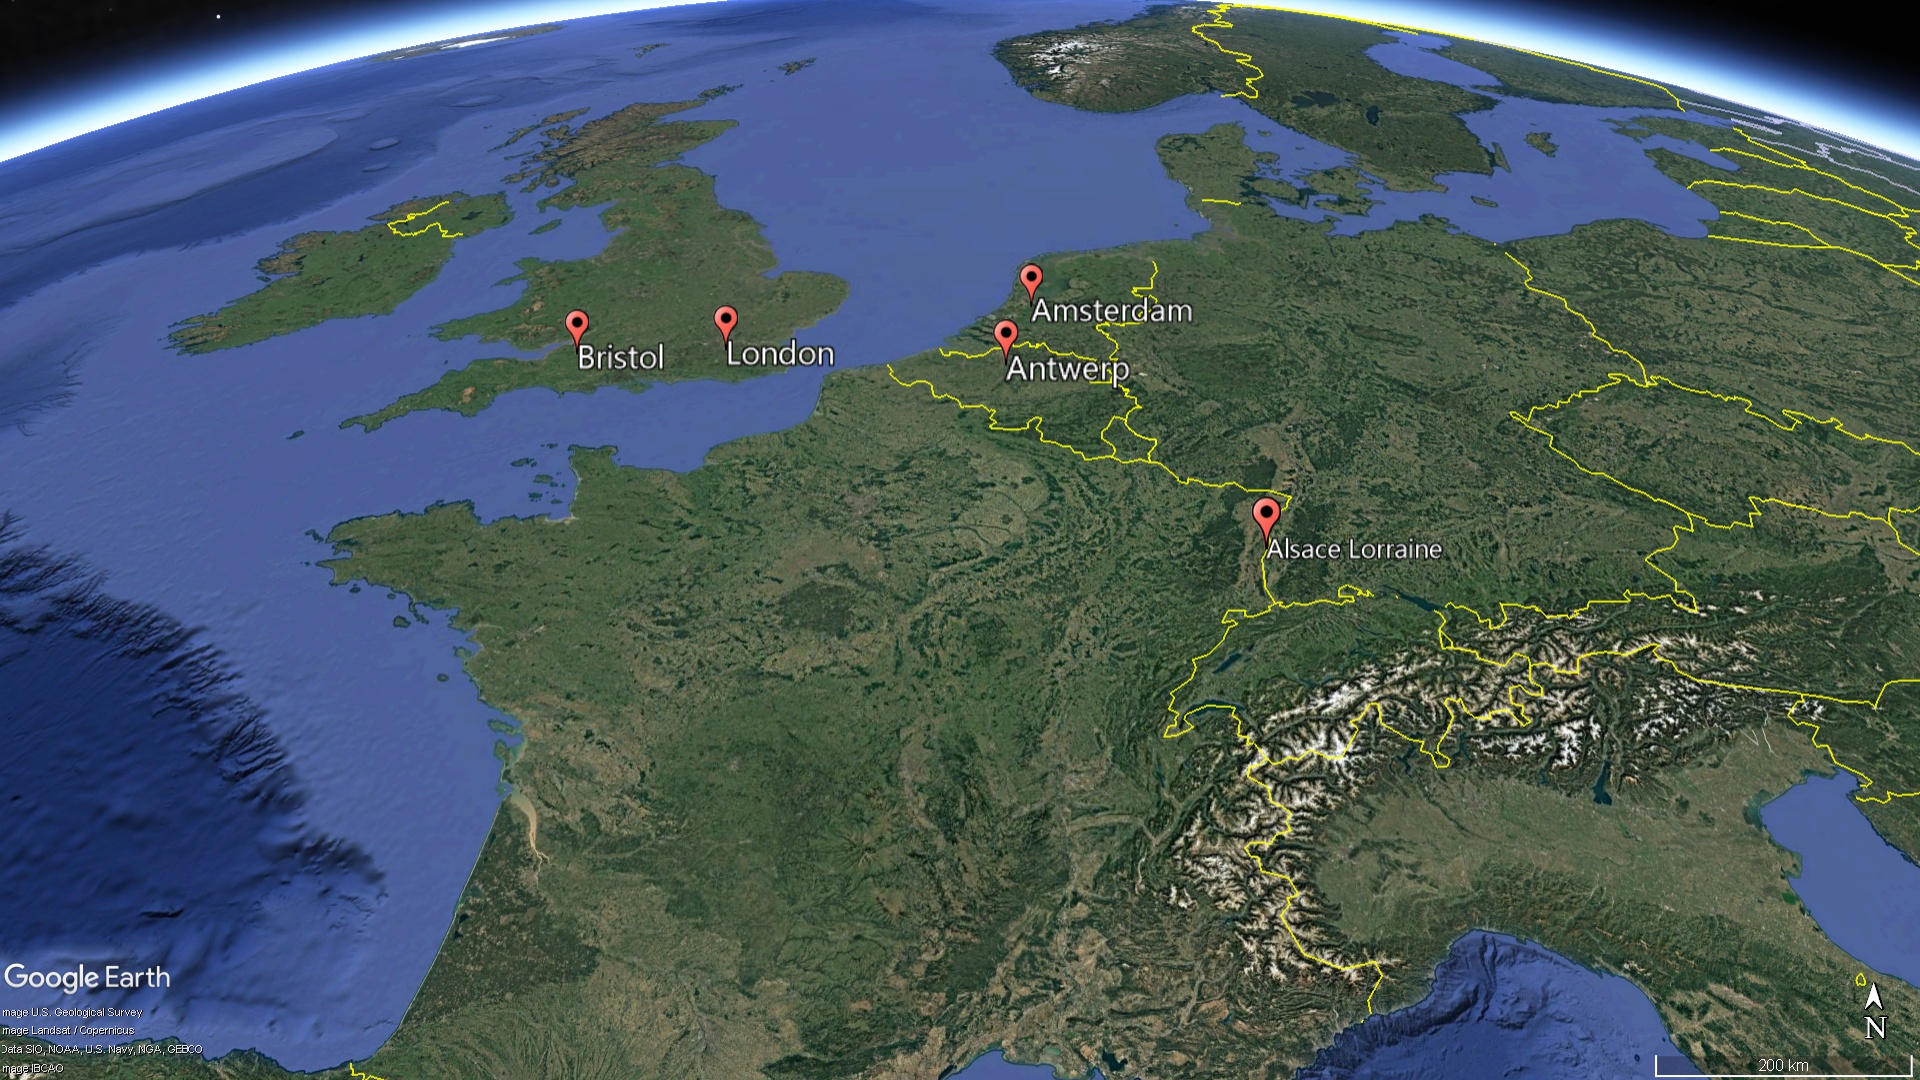 Amsterdam
Bristol
London
Antwerp
Alsace Lorraine
Google Earth
mage U.S. Geological Survey
mage Landsat / Copernicus
Data SIO, NOAA, U.S. Navy, NGA, GEBCO
mage IBCAO
N
200 km